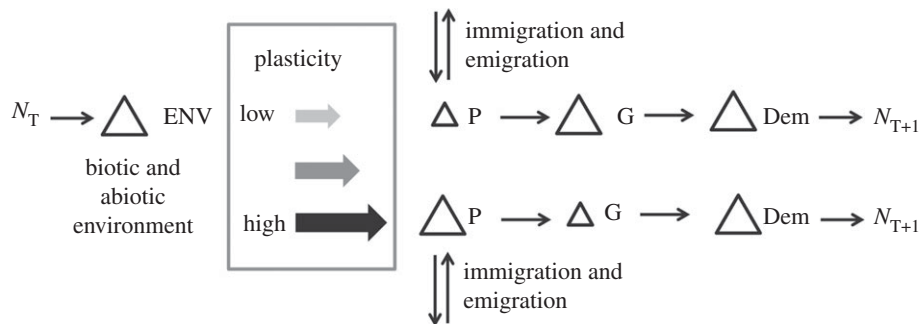 immigration and
emigration
plasticity
N_T ENV low P G Dem N_T+1
biotic and
abiotic
environment
high P G Dem N_T+1
immigration and
emigration